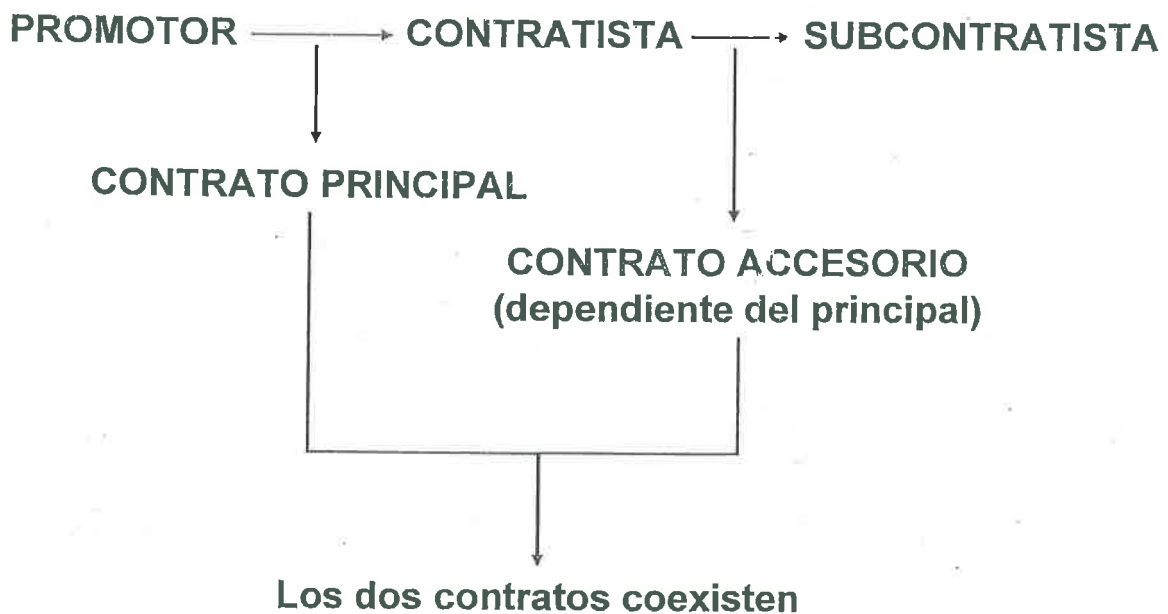 PROMOTOR CONTRATISTA SUBCONTRATISTA
CONTRATO PRINCIPAL
CONTRATO ACCESORIO
(dependiente del principal)
Los dos contratos coexisten